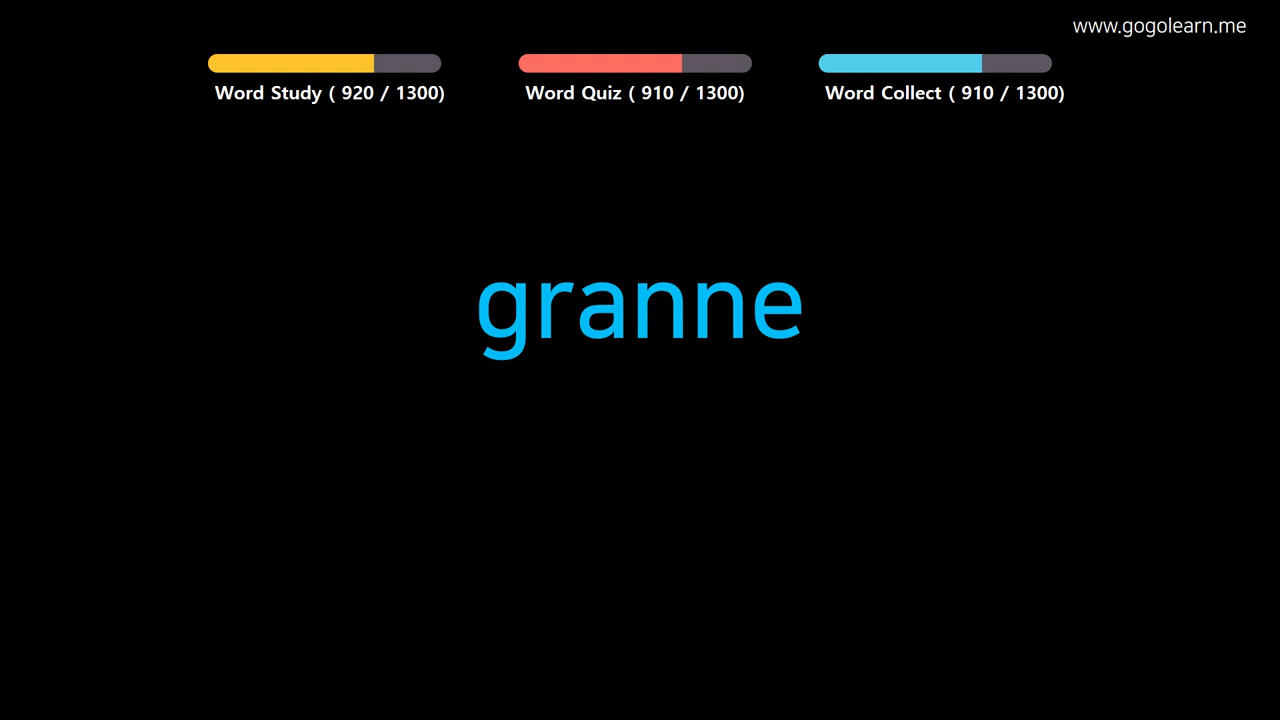 www.gogolearn.me
Word Study ( 920 / 1300)
Word Quiz ( 910 / 1300)
Word Collect ( 910 / 1300)
granne